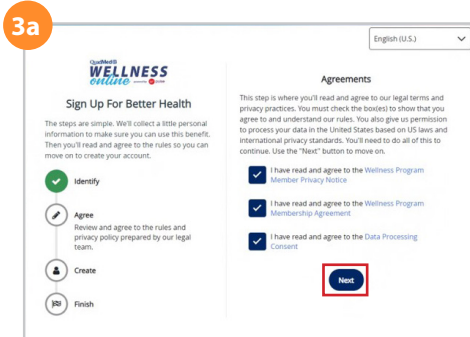 3a
English (U.S.)
QuadMed®
WELLNESS
online
Sign Up For Better Health
The steps are simple. We'll collect a little personal
information to make sure you can use this benefit.
Then you'll read and agree to the rules so you can
move on to create your account.
Identify
Agree
Review and agree to the rules and
privacy policy prepared by our legal
team.
Create
Finish
Agreements
This step is where you'll read and agree to our legal terms and
privacy practices. You must check the box(es) to show that you
agree to and understand our rules. You also give us permission
to process your data in the United States based on US laws and
international privacy standards. You'll need to do all of this to
continue. Use the "Next" button to move on.
I have read and agree to the Wellness Program
Member Privacy Notice
I have read and agree to the Wellness Program
Membership Agreement
I have read and agree to the Data Processing
Consent
Next